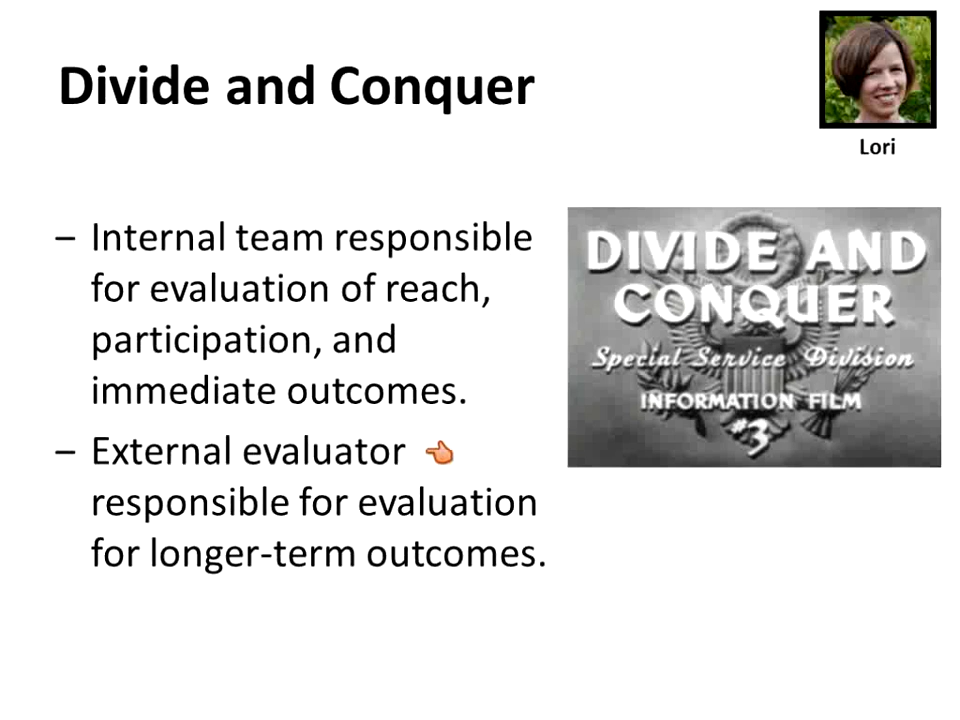 Divide and Conquer
Lori
– Internal team responsible
for evaluation of reach,
participation, and
immediate outcomes.
– External evaluator
responsible for evaluation
for longer-term outcomes.
DIVIDE AND
CONQUER
Special Service Division
INFORMATION FILM
#3